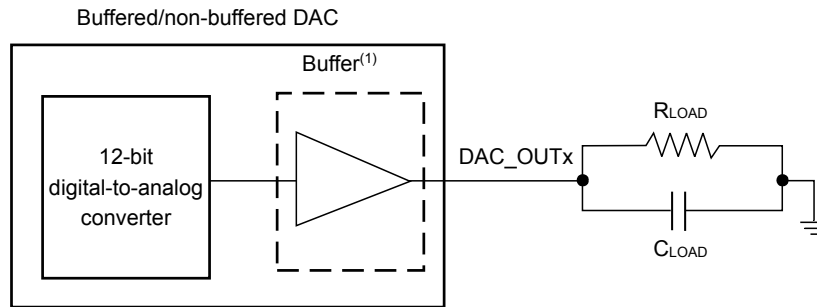 Buffered/non-buffered DAC
Buffer(1)
12-bit
digital-to-analog
converter
DAC_OUTx
RLOAD
CLOAD